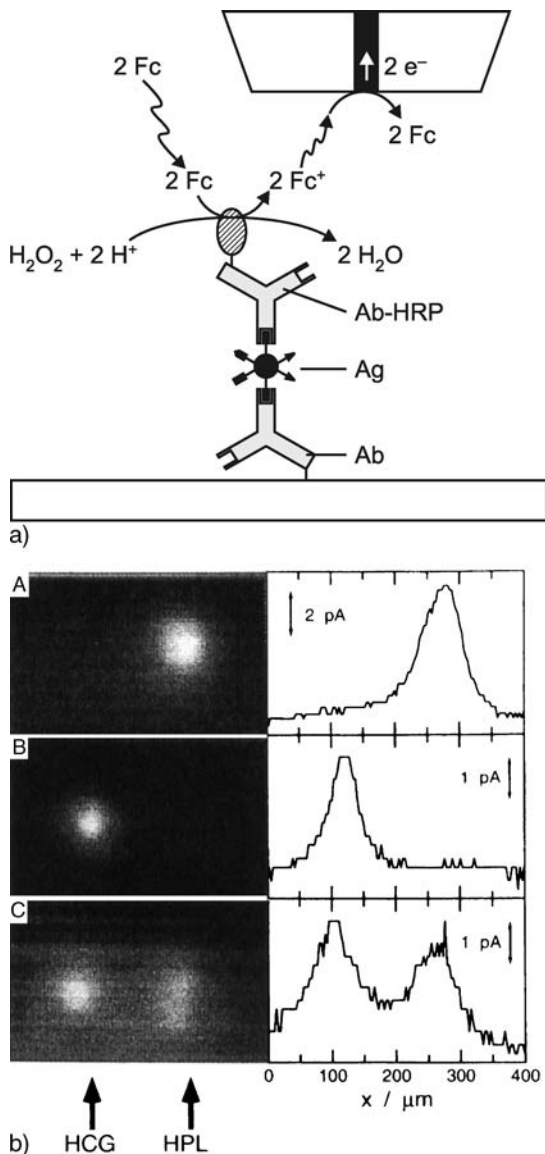 2 Fc
2 e⁻
2 Fc
2 Fc
2 Fc⁺
H₂O₂ + 2 H⁺
2 H₂O
Ab-HRP
Ag
Ab
a)
A
2 pA
B
1 pA
C
1 pA
0 100 200 300 400
x / μm
b) HCG HPL